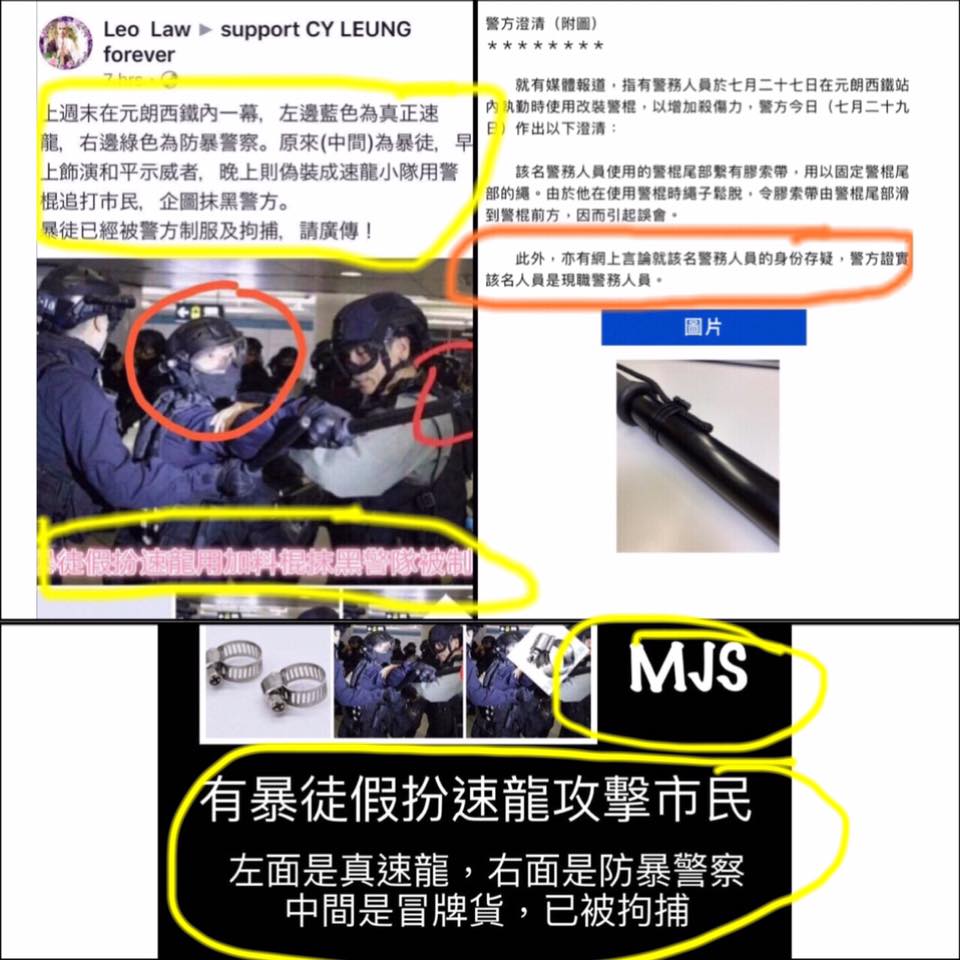 Leo Law ▶ support CY LEUNG
forever
7 hrs ·
上週末在元朗西鐵內一幕，左邊藍色為真正速
龍，右邊綠色為防暴警察。原來(中間)為暴徒，早
上飾演和平示威者，晚上則偽裝成速龍小隊用警
棍追打市民，企圖抹黑警方。
暴徒已經被警方制服及拘捕，請廣傳！
徒假扮速龍用加料棍抹黑警隊被制
警方澄清（附圖）
＊＊＊＊＊＊＊＊
就有媒體報道，指有警務人員於七月二十七日在元朗西鐵站
內執勤時使用改裝警棍，以增加殺傷力，警方今日（七月二十九
日）作出以下澄清：
該名警務人員使用的警棍尾部繫有膠索帶，用以固定警棍尾
部的繩。由於他在使用警棍時繩子鬆脫，令膠索帶由警棍尾部滑
到警棍前方，因而引起誤會。
此外，亦有網上言論就該名警務人員的身份存疑，警方證實
該名人員是現職警務人員。
圖片
MJS
有暴徒假扮速龍攻擊市民
左面是真速龍，右面是防暴警察
中間是冒牌貨，已被拘捕